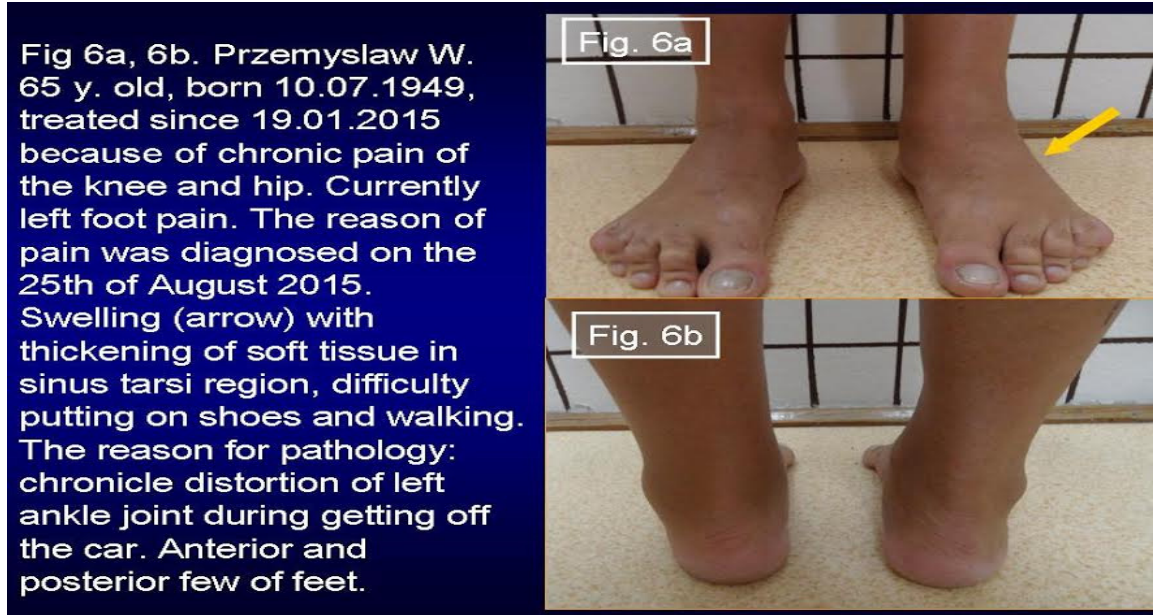 Fig 6a, 6b. Przemyslaw W.
65 y. old, born 10.07.1949,
treated since 19.01.2015
because of chronic pain of
the knee and hip. Currently
left foot pain. The reason of
pain was diagnosed on the
25th of August 2015.
Swelling (arrow) with
thickening of soft tissue in
sinus tarsi region, difficulty
putting on shoes and walking.
The reason for pathology:
chronicle distortion of left
ankle joint during getting off
the car. Anterior and
posterior few of feet.
Fig. 6a
Fig. 6b